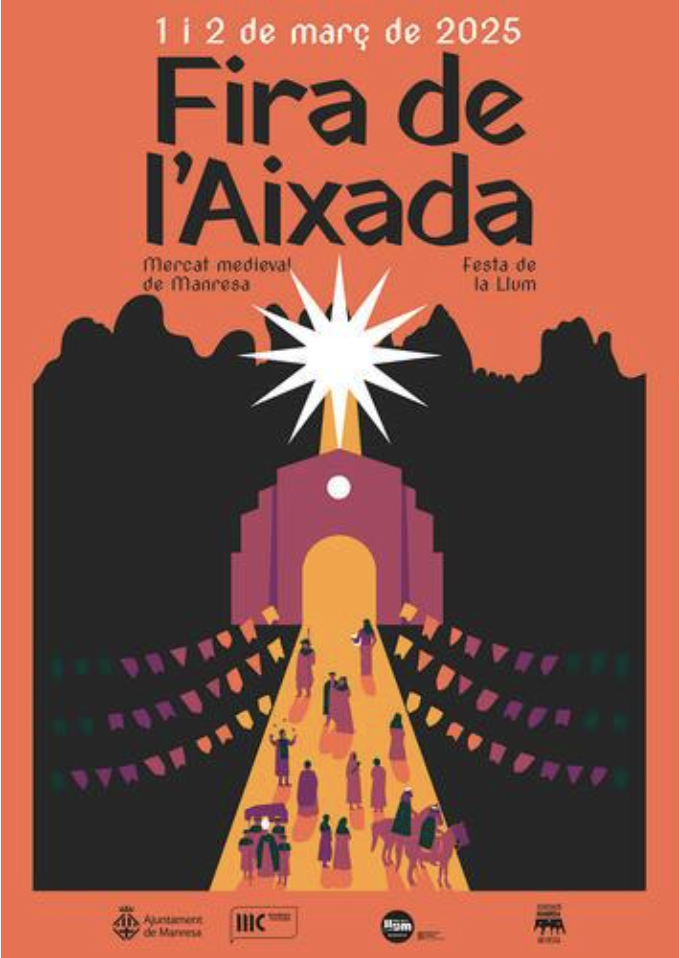 1 i 2 de març de 2025
Fira de
l'Aixada
Mercat medieval
de Manresa
Festa de
la Llum
Ajuntament
de Manresa